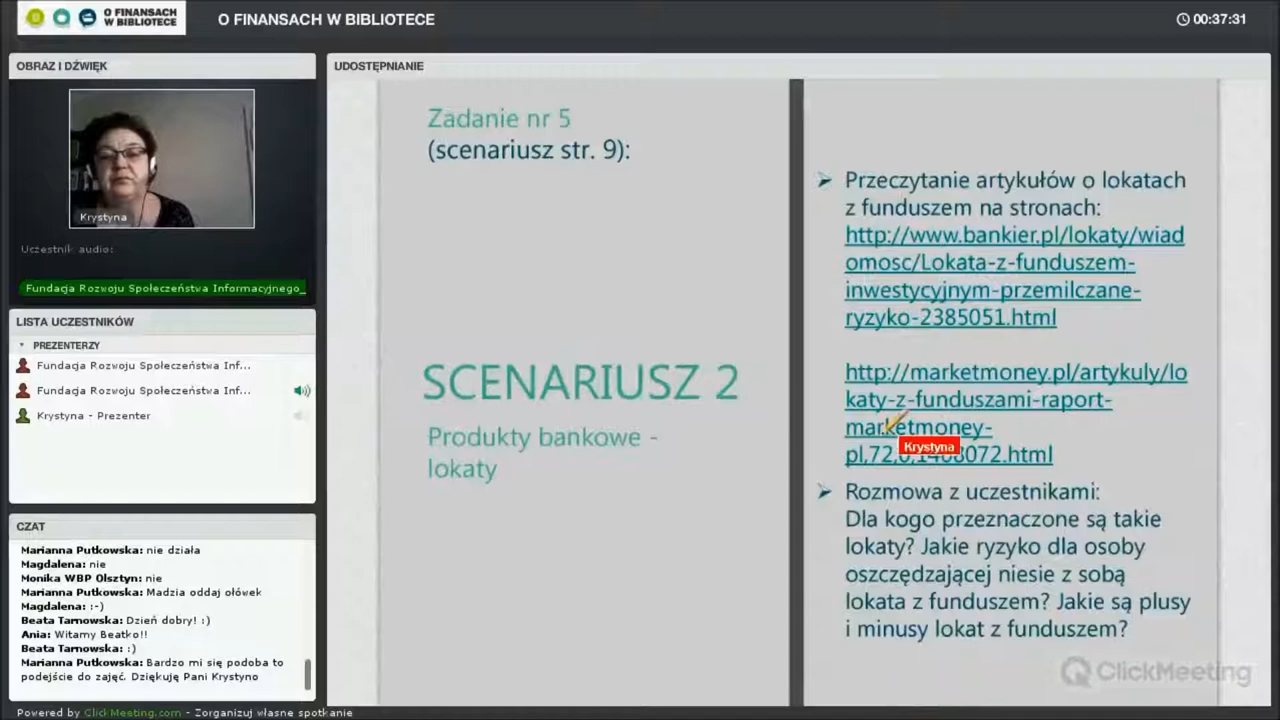 O FINANSACH
W BIBLIOTECE
O FINANSACH W BIBLIOTECE
00:37:31
OBRAZ I DŹWIĘK
Krystyna
Uczestnik audio:
Fundacja Rozwoju Społeczeństwa Informacyjnego_
LISTA UCZESTNIKÓW
PREZENTERZY
Fundacja Rozwoju Społeczeństwa Inf...
Fundacja Rozwoju Społeczeństwa Inf...
Krystyna - Prezenter
CZAT
Marianna Putkowska: nie działa
Magdalena: nie
Monika WBP Olsztyn: nie
Marianna Putkowska: Madzia oddaj ołówek
Magdalena: :-)
Beata Tarnowska: Dzień dobry! :)
Ania: Witamy Beatko!!
Beata Tarnowska: :)
Marianna Putkowska: Bardzo mi się podoba to
podejście do zajęć. Dziękuję Pani Krystyno
Powered by ClickMeeting.com - Zorganizuj własne spotkanie
UDOSTĘPNIANIE
Zadanie nr 5
(scenariusz str. 9):
SCENARIUSZ 2
Produkty bankowe -
lokaty
➢ Przeczytanie artykułów o lokatach
z funduszem na stronach:
http://www.bankier.pl/lokaty/wiad
omosc/Lokata-z-funduszem-
inwestycyjnym-przemilczane-
ryzyko-2385051.html
http://marketmoney.pl/artykuly/lo
katy-z-funduszami-raport-
marketmoney-
Krystyna
➢ Rozmowa z uczestnikami:
Dla kogo przeznaczone są takie
lokaty? Jakie ryzyko dla osoby
oszczędzającej niesie z sobą
lokata z funduszem? Jakie są plusy
i minusy lokat z funduszem?
ClickMeeting